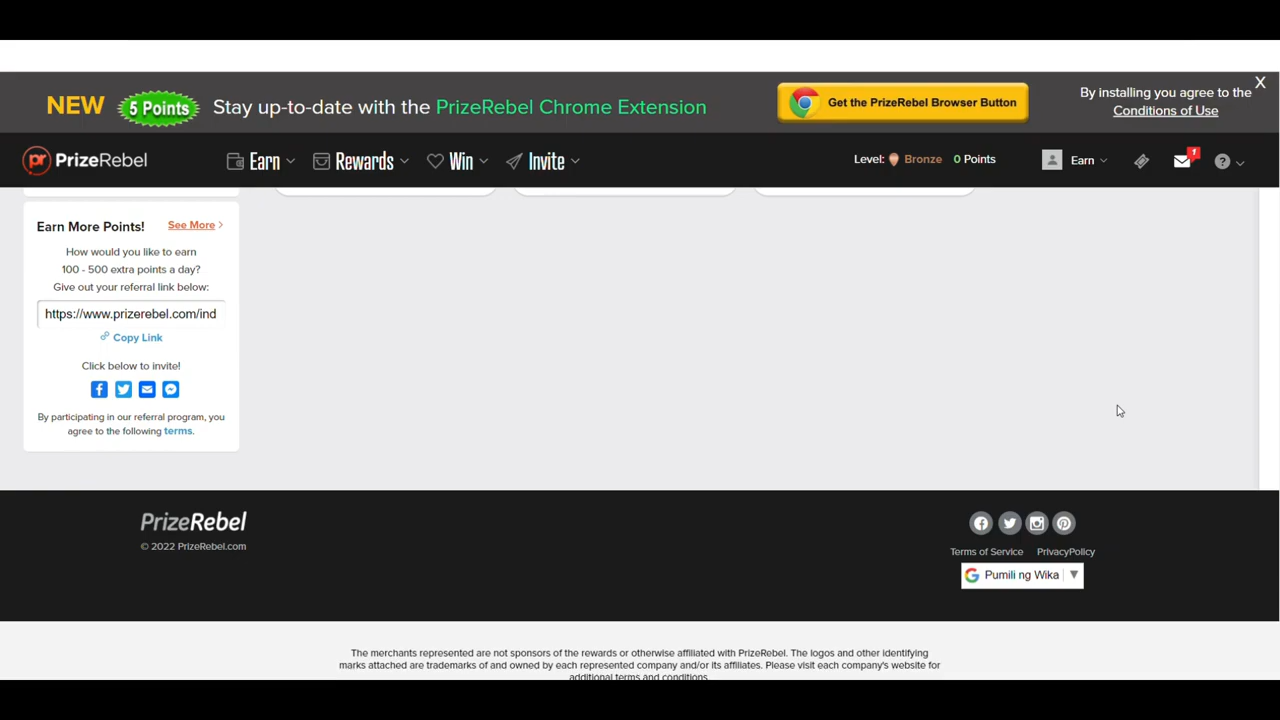 X
NEW 5 Points Stay up-to-date with the PrizeRebel Chrome Extension Get the PrizeRebel Browser Button By installing you agree to the
Conditions of Use
pr PrizeRebel Earn Rewards Win Invite Level: Bronze 0 Points Earn 1 ?
Earn More Points! See More >
How would you like to earn
100 - 500 extra points a day?
Give out your referral link below:
https://www.prizerebel.com/ind
Copy Link
Click below to invite!
By participating in our referral program, you
agree to the following terms.
PrizeRebel
© 2022 PrizeRebel.com
Terms of Service PrivacyPolicy
G Pumili ng Wika ▼
The merchants represented are not sponsors of the rewards or otherwise affiliated with PrizeRebel. The logos and other identifying
marks attached are trademarks of and owned by each represented company and/or its affiliates. Please visit each company's website for
additional terms and conditions.